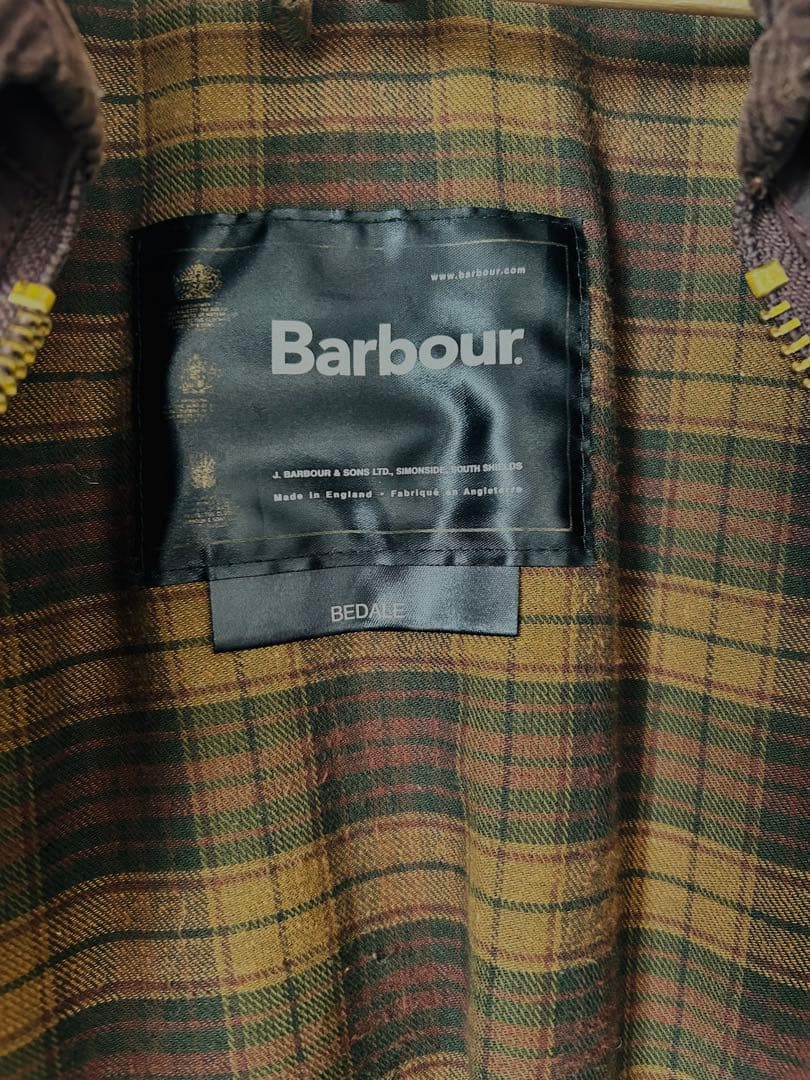 www.barbour.com
Barbour.
J. BARBOUR & SONS LTD., SIMONSIDE, SOUTH SHIELDS
Made in England - Fabriqué en Angleterre
BEDALE